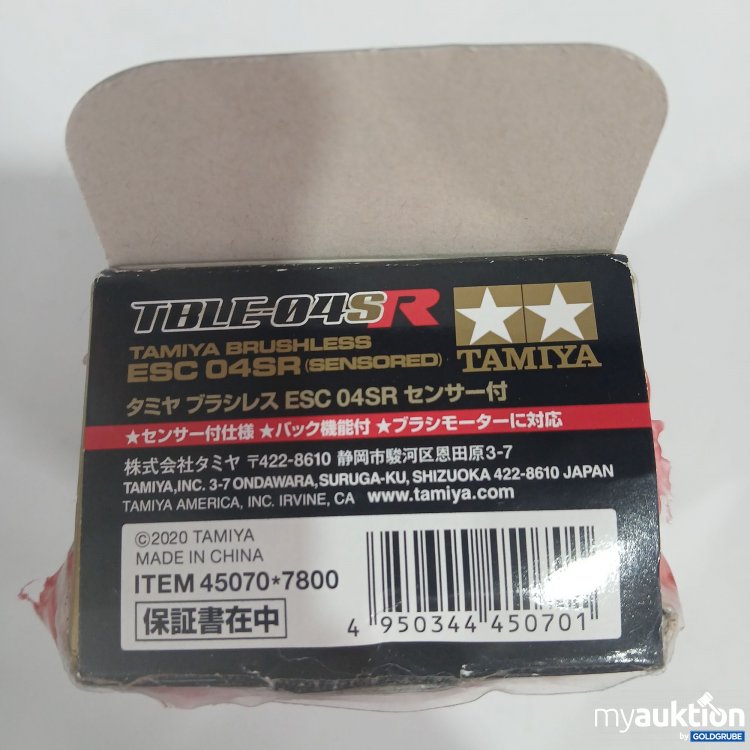 TBLE-04SR
TAMIYA BRUSHLESS
ESC 04SR (SENSORED)
TAMIYA
タミヤ ブラシレス ESC 04SR センサー付
★センサー付仕様 ★バック機能付 ★ブラシモーターに対応
株式会社タミヤ 〒422-8610 静岡市駿河区恩田原3-7
TAMIYA,INC. 3-7 ONDAWARA, SURUGA-KU, SHIZUOKA 422-8610 JAPAN
TAMIYA AMERICA, INC. IRVINE, CA www.tamiya.com
©2020 TAMIYA
MADE IN CHINA
ITEM 45070*7800
保証書在中
4 950344 450701
myauktion
by GOLDGRUBE